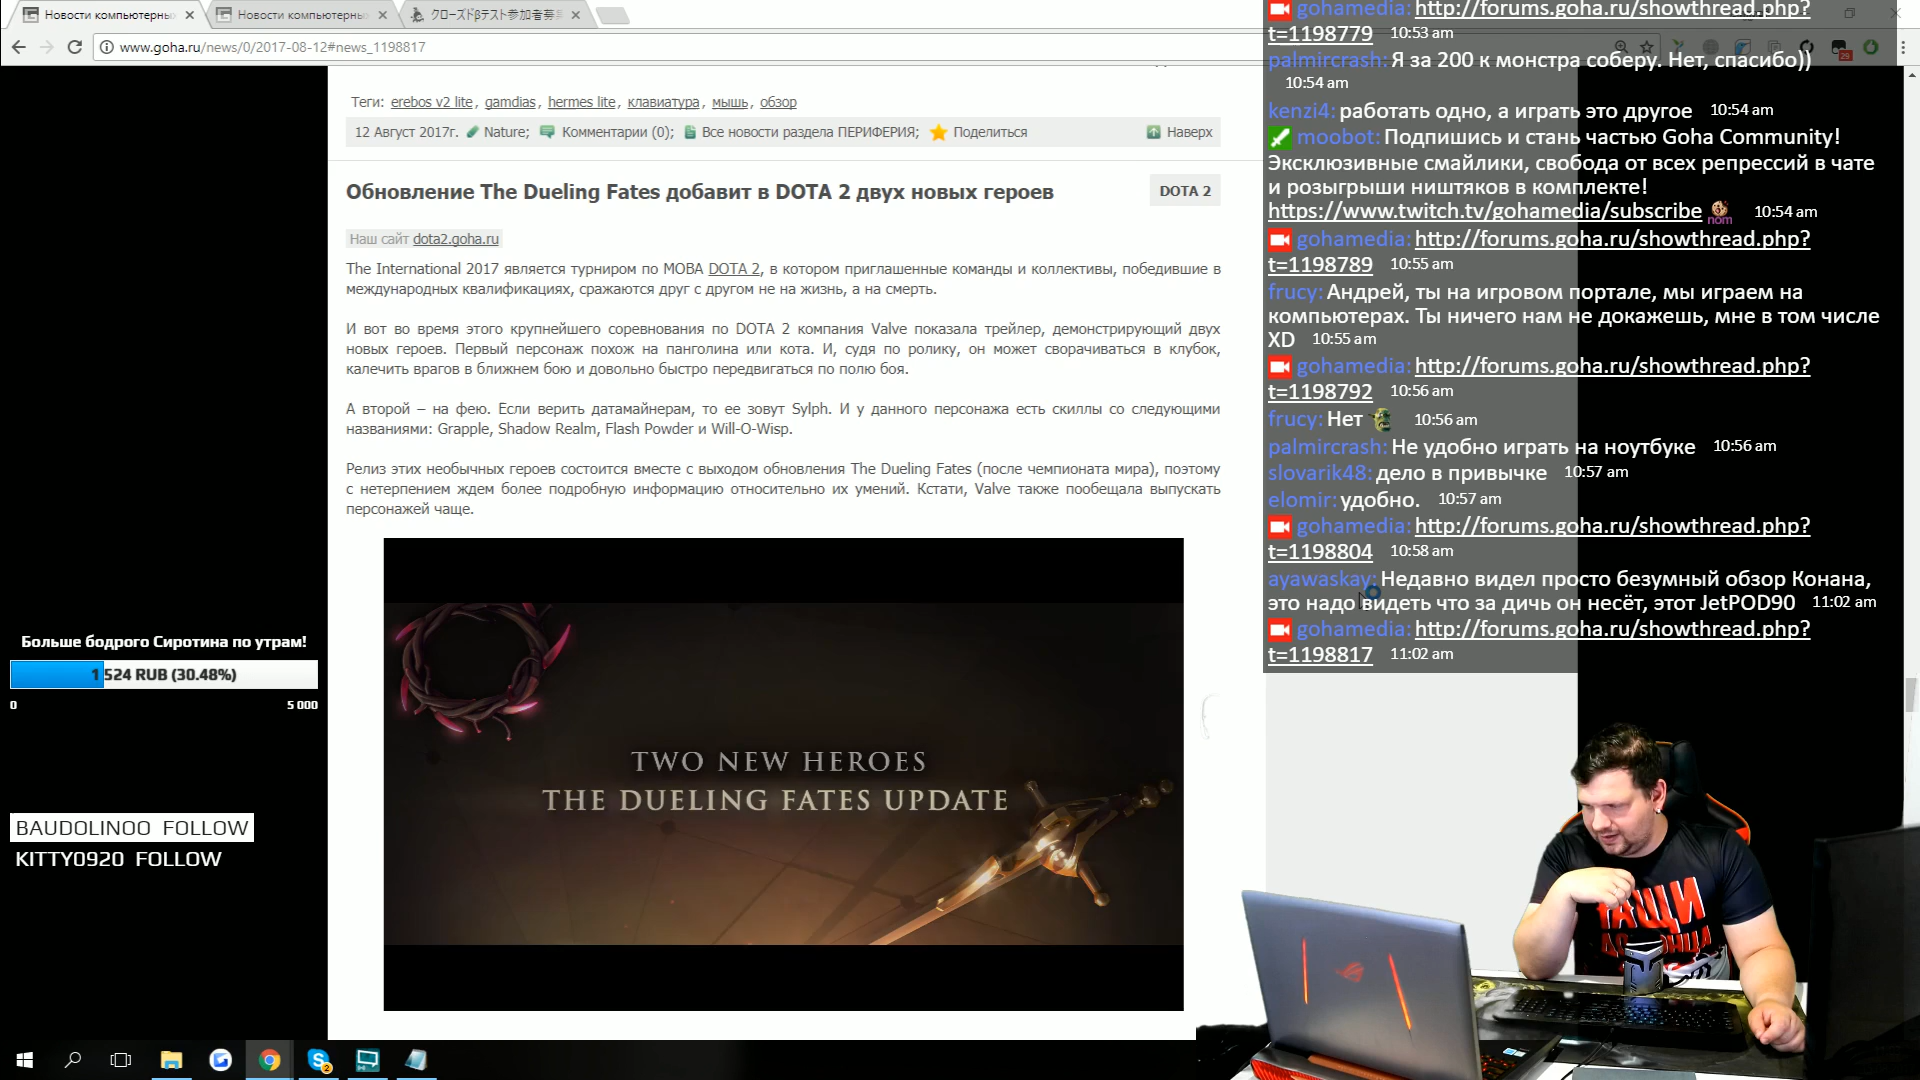 Новости компьютерных
Новости компьютерны
クローズドβテスト参加者募集
www.goha.ru/news/0/2017-08-12#news_1198817
Теги: erebos v2 lite, gamdias, hermes lite, клавиатура, мышь, обзор
12 Август 2017г. Nature; Комментарии (0); Все новости раздела ПЕРИФЕРИЯ; Поделиться Наверх
Обновление The Dueling Fates добавит в DOTA 2 двух новых героев
DOTA 2
Наш сайт dota2.goha.ru
The International 2017 является турниром по MOBA DOTA 2, в котором приглашенные команды и коллективы, победившие в
международных квалификациях, сражаются друг с другом не на жизнь, а на смерть.
И вот во время этого крупнейшего соревнования по DOTA 2 компания Valve показала трейлер, демонстрирующий двух
новых героев. Первый персонаж похож на панголина или кота. И, судя по ролику, он может сворачиваться в клубок,
калечить врагов в ближнем бою и довольно быстро передвигаться по полю боя.
А второй – на фею. Если верить датамайнерам, то ее зовут Sylph. И у данного персонажа есть скиллы со следующими
названиями: Grapple, Shadow Realm, Flash Powder и Will-O-Wisp.
Релиз этих необычных героев состоится вместе с выходом обновления The Dueling Fates (после чемпионата мира), поэтому
с нетерпением ждем более подробную информацию относительно их умений. Кстати, Valve также пообещала выпускать
персонажей чаще.
TWO NEW HEROES
THE DUELING FATES UPDATE
Больше бодрого Сиротина по утрам!
1 524 RUB (30.48%)
0 5 000
BAUDOLINOO FOLLOW
KITTY0920 FOLLOW
gohamedia: http://forums.goha.ru/showthread.php?
t=1198779 10:53 am
palmircrash: Я за 200 к монстра соберу. Нет, спасибо))
10:54 am
kenzi4: работать одно, а играть это другое 10:54 am
moobot: Подпишись и стань частью Goha Community!
Эксклюзивные смайлики, свобода от всех репрессий в чате
и розыгрыши ништяков в комплекте!
https://www.twitch.tv/gohamedia/subscribe nom 10:54 am
gohamedia: http://forums.goha.ru/showthread.php?
t=1198789 10:55 am
frucy: Андрей, ты на игровом портале, мы играем на
компьютерах. Ты ничего нам не докажешь, мне в том числе
XD 10:55 am
gohamedia: http://forums.goha.ru/showthread.php?
t=1198792 10:56 am
frucy: Нет 10:56 am
palmircrash: Не удобно играть на ноутбуке 10:56 am
slovarik48: дело в привычке 10:57 am
elomir: удобно. 10:57 am
gohamedia: http://forums.goha.ru/showthread.php?
t=1198804 10:58 am
ayawaskay: Недавно видел просто безумный обзор Конана,
это надо видеть что за дичь он несёт, этот JetPOD90 11:02 am
gohamedia: http://forums.goha.ru/showthread.php?
t=1198817 11:02 am